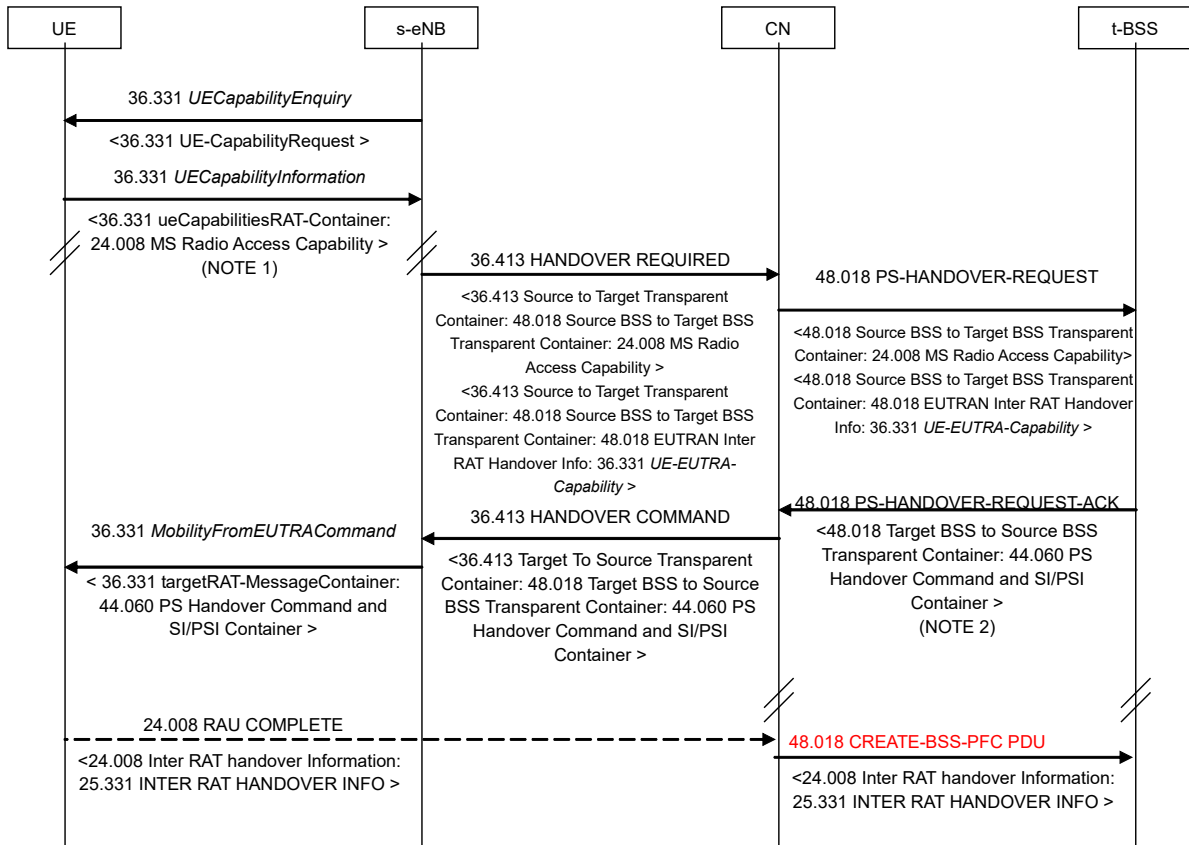 UE
s-eNB
CN
t-BSS
36.331 UECapabilityEnquiry
<36.331 UE-CapabilityRequest >
36.331 UECapabilityInformation
<36.331 ueCapabilitiesRAT-Container:
24.008 MS Radio Access Capability >
(NOTE 1)
36.413 HANDOVER REQUIRED
<36.413 Source to Target Transparent
Container: 48.018 Source BSS to Target BSS
Transparent Container: 24.008 MS Radio
Access Capability >
<36.413 Source to Target Transparent
Container: 48.018 Source BSS to Target BSS
Transparent Container: 48.018 EUTRAN Inter
RAT Handover Info: 36.331 UE-EUTRA-
Capability >
48.018 PS-HANDOVER-REQUEST
<48.018 Source BSS to Target BSS Transparent
Container: 24.008 MS Radio Access Capability>
<48.018 Source BSS to Target BSS Transparent
Container: 48.018 EUTRAN Inter RAT Handover
Info: 36.331 UE-EUTRA-Capability >
48.018 PS-HANDOVER-REQUEST-ACK
<48.018 Target BSS to Source BSS
Transparent Container: 44.060 PS
Handover Command and SI/PSI
Container >
(NOTE 2)
36.413 HANDOVER COMMAND
<36.413 Target To Source Transparent
Container: 48.018 Target BSS to Source
BSS Transparent Container: 44.060 PS
Handover Command and SI/PSI
Container >
36.331 MobilityFromEUTRACommand
< 36.331 targetRAT-MessageContainer:
44.060 PS Handover Command and
SI/PSI Container >
24.008 RAU COMPLETE
<24.008 Inter RAT handover Information:
25.331 INTER RAT HANDOVER INFO >
48.018 CREATE-BSS-PFC PDU
<24.008 Inter RAT handover Information:
25.331 INTER RAT HANDOVER INFO >